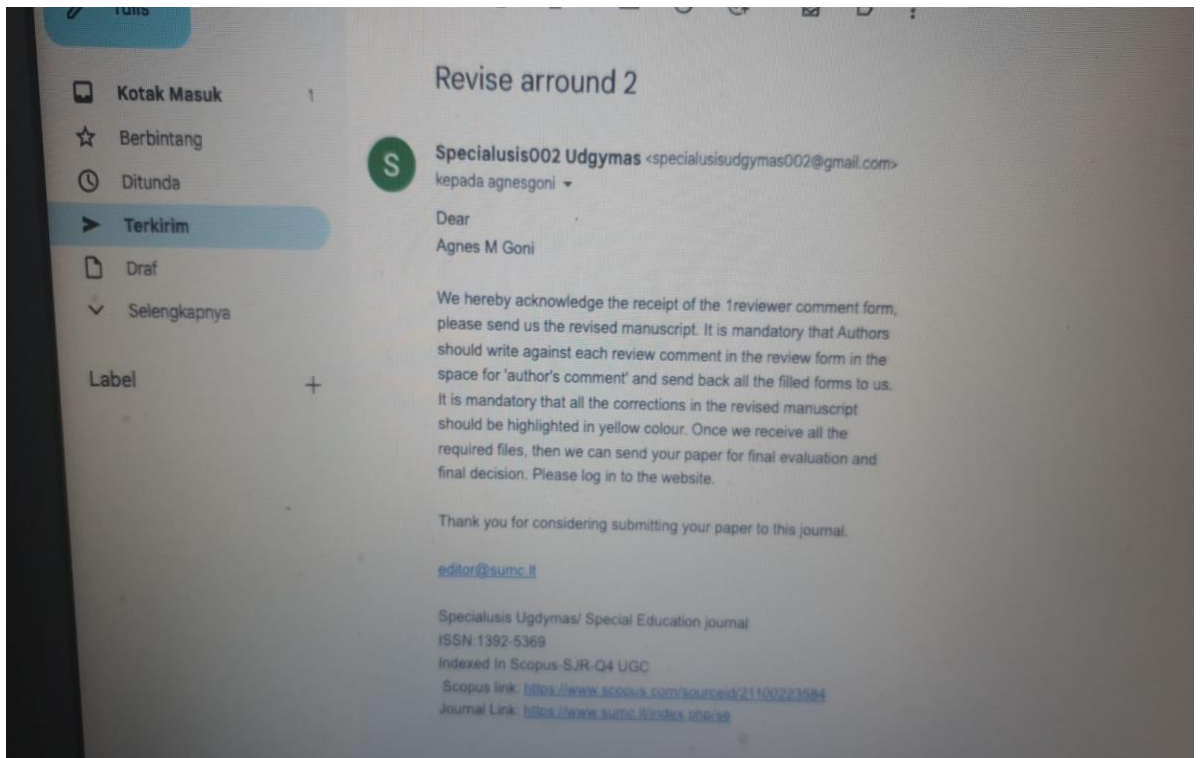 Tulis
Revise arround 2
Kotak Masuk 1
Berbintang
Ditunda
Terkirim
Draf
Selengkapnya
Label +
S
Specialusis002 Udgymas <specialusisudgymas002@gmail.com>
kepada agnesgoni
Dear
Agnes M Goni
We hereby acknowledge the receipt of the 1reviewer comment form,
please send us the revised manuscript. It is mandatory that Authors
should write against each review comment in the review form in the
space for 'author's comment' and send back all the filled forms to us.
It is mandatory that all the corrections in the revised manuscript
should be highlighted in yellow colour. Once we receive all the
required files, then we can send your paper for final evaluation and
final decision. Please log in to the website.
Thank you for considering submitting your paper to this journal.
editor@sumc.lt
Specialusis Ugdymas/ Special Education journal
ISSN:1392-5369
Indexed in Scopus-SJR-Q4 UGC
Scopus link: https://www.scopus.com/sourceid/21100223584
Journal Link: https://www.sumc.lt/index.php/se